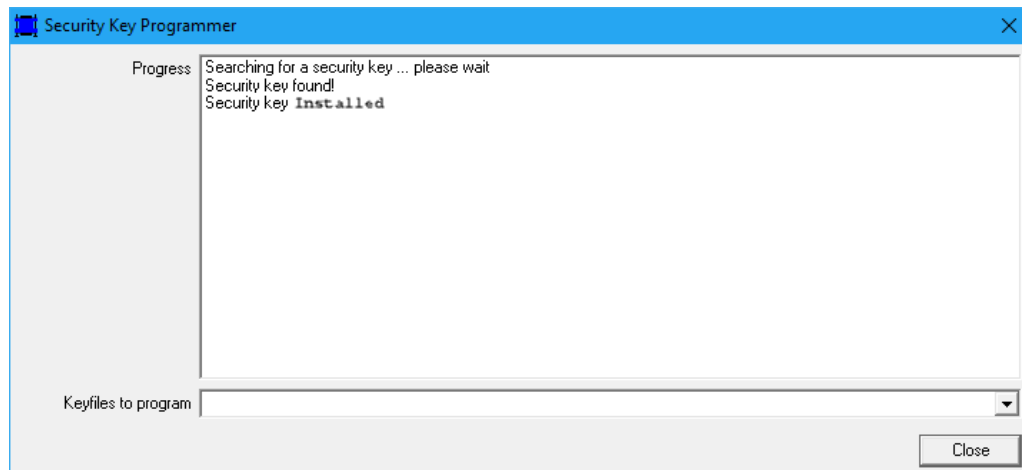 Security Key Programmer
Progress
Searching for a security key ... please wait
Security key found!
Security key Installed
Keyfiles to program
Close